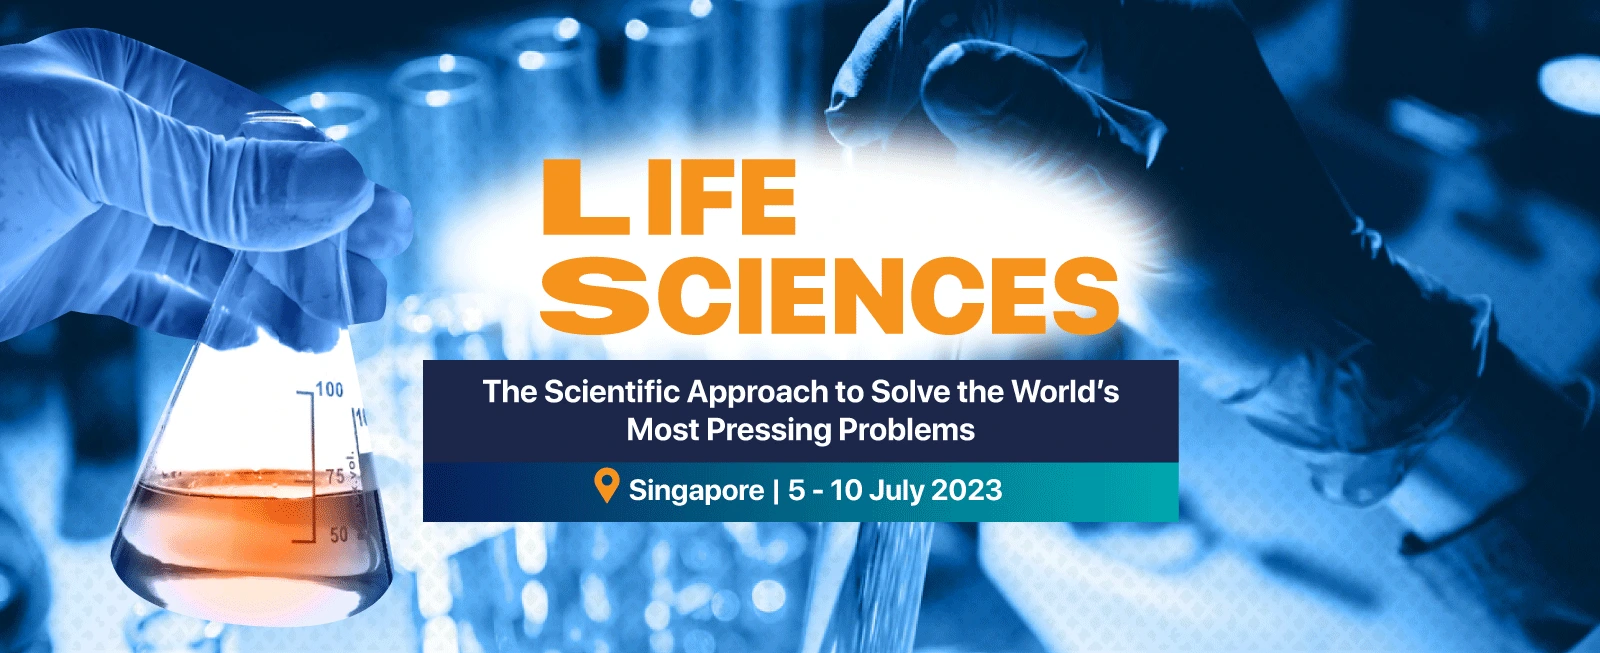 LIFE
SCIENCES
The Scientific Approach to Solve the World's
Most Pressing Problems
Singapore | 5 - 10 July 2023
100
75
50